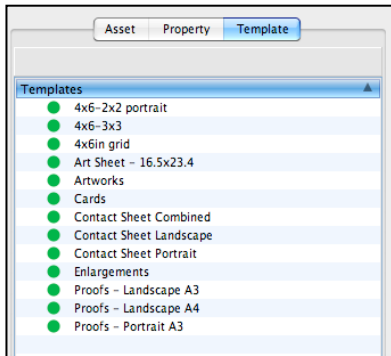 Asset Property Template
Templates
4x6-2x2 portrait
4x6-3x3
4x6in grid
Art Sheet - 16.5x23.4
Artworks
Cards
Contact Sheet Combined
Contact Sheet Landscape
Contact Sheet Portrait
Enlargements
Proofs - Landscape A3
Proofs - Landscape A4
Proofs - Portrait A3